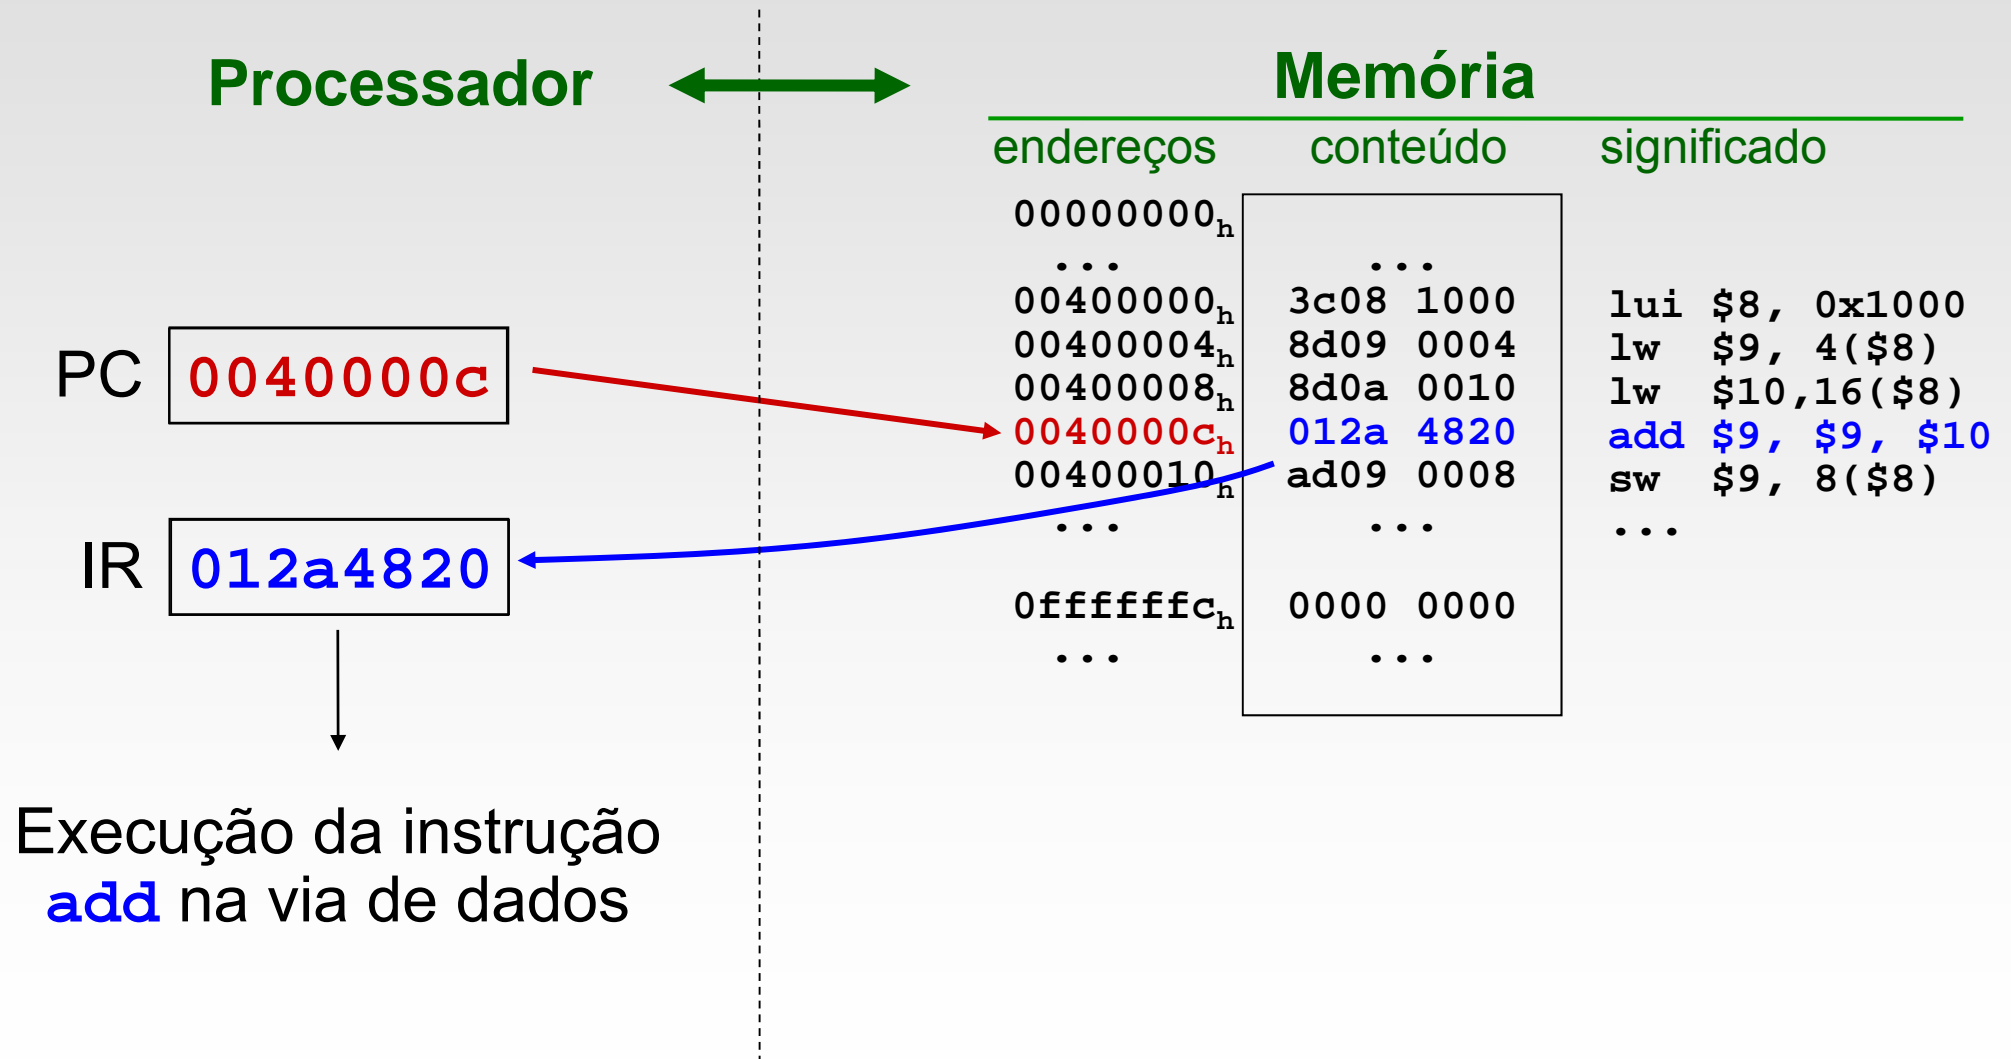 Processador
Memória
endereços conteúdo significado
00000000h
... ...
00400000h 3c08 1000 lui $8, 0x1000
00400004h 8d09 0004 lw $9, 4($8)
00400008h 8d0a 0010 lw $10,16($8)
0040000ch 012a 4820 add $9, $9, $10
00400010h ad09 0008 sw $9, 8($8)
... ... ...
0ffffffch 0000 0000
... ...
PC 0040000c
IR 012a4820
Execução da instrução
add na via de dados